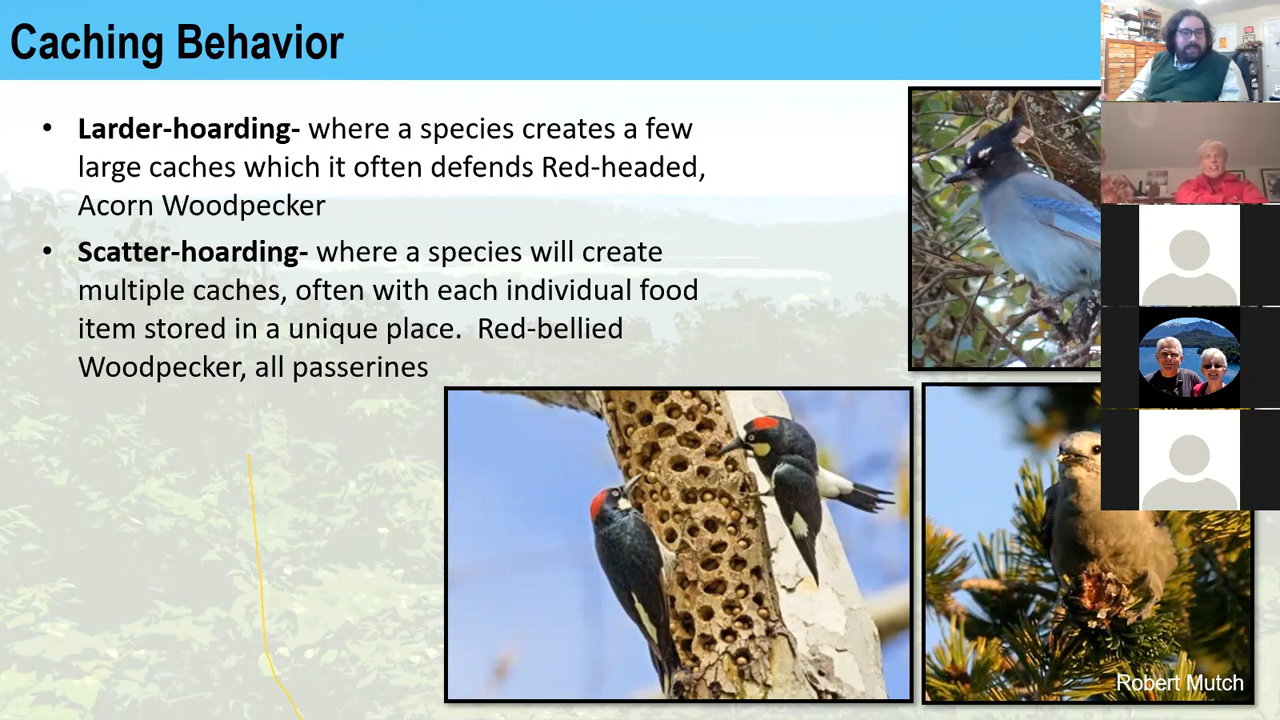 Caching Behavior
• Larder-hoarding- where a species creates a few
large caches which it often defends Red-headed,
Acorn Woodpecker
• Scatter-hoarding- where a species will create
multiple caches, often with each individual food
item stored in a unique place. Red-bellied
Woodpecker, all passerines
Robert Mutch